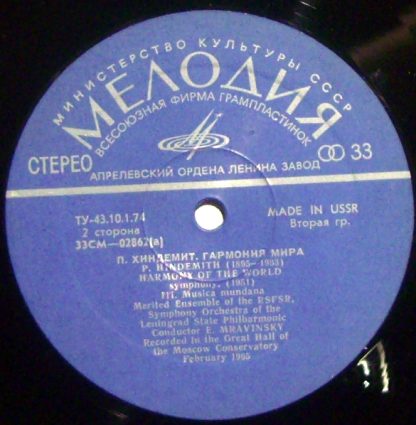 МИНИСТЕРСТВО КУЛЬТУРЫ СССР
МЕЛОДИЯ
ВСЕСОЮЗНАЯ ФИРМА ГРАМПЛАСТИНОК
СТЕРЕО
33
АПРЕЛЕВСКИЙ ОРДЕНА ЛЕНИНА ЗАВОД
ТУ-43.10.1.74
MADE IN USSR
2 сторона
Вторая гр.
33СМ—02862(а)
П. ХИНДЕМИТ. ГАРМОНИЯ МИРА
P. HINDEMITH (1895—1963)
HARMONY OF THE WORLD
symphony. (1951)
III. Musica mundana
Merited Ensemble of the RSFSR,
Symphony Orchestra of the
Leningrad State Philharmonic
Conductor E. MRAVINSKY
Recorded in the Great Hall of
the Moscow Conservatory
February 1965